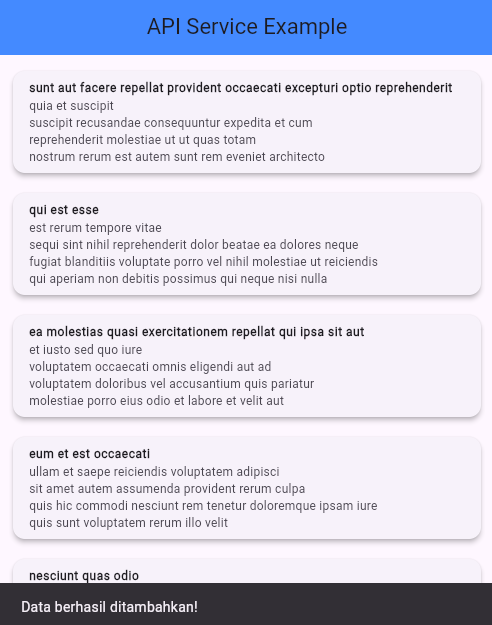 API Service Example
sunt aut facere repellat provident occaecati excepturi optio reprehenderit
quia et suscipit
suscipit recusandae consequuntur expedita et cum
reprehenderit molestiae ut ut quas totam
nostrum rerum est autem sunt rem eveniet architecto
qui est esse
est rerum tempore vitae
sequi sint nihil reprehenderit dolor beatae ea dolores neque
fugiat blanditiis voluptate porro vel nihil molestiae ut reiciendis
qui aperiam non debitis possimus qui neque nisi nulla
ea molestias quasi exercitationem repellat qui ipsa sit aut
et iusto sed quo iure
voluptatem occaecati omnis eligendi aut ad
voluptatem doloribus vel accusantium quis pariatur
molestiae porro eius odio et labore et velit aut
eum et est occaecati
ullam et saepe reiciendis voluptatem adipisci
sit amet autem assumenda provident rerum culpa
quis hic commodi nesciunt rem tenetur doloremque ipsam iure
quis sunt voluptatem rerum illo velit
nesciunt quas odio
Data berhasil ditambahkan!